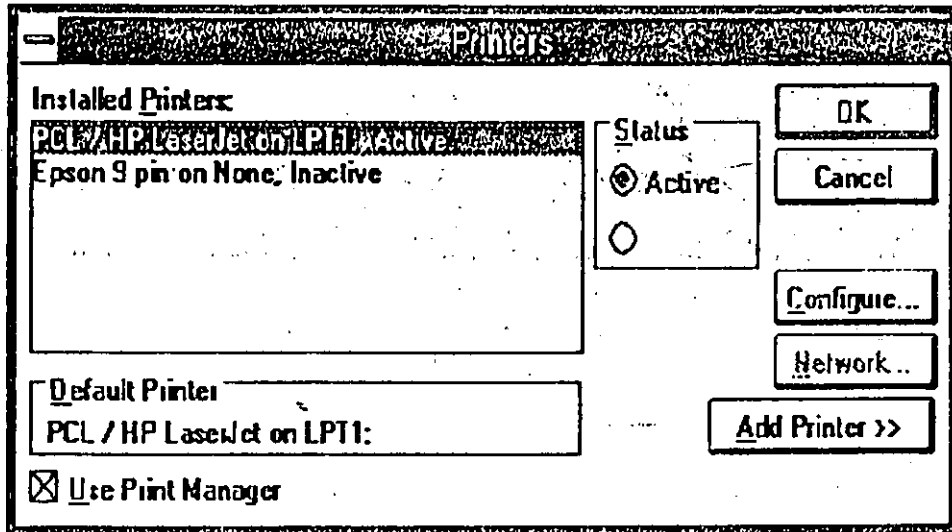 Printers
Installed Printers:
PCL / HP LaserJet on LPT1, Active
Epson 9 pin on None, Inactive
Status
Active
OK
Cancel
Configure...
Network...
Add Printer >>
Default Printer
PCL / HP LaserJet on LPT1:
Use Print Manager